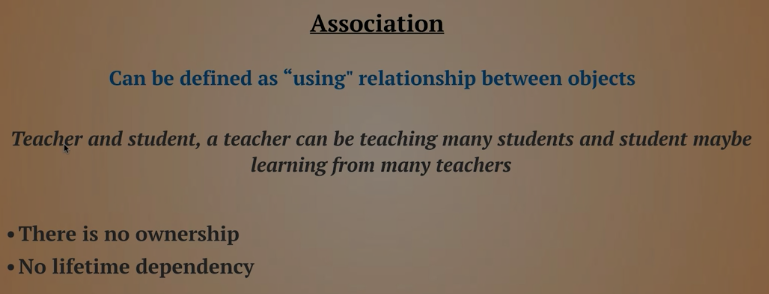 Association
Can be defined as “using" relationship between objects
Teacher and student, a teacher can be teaching many students and student maybe
learning from many teachers
• There is no ownership
• No lifetime dependency